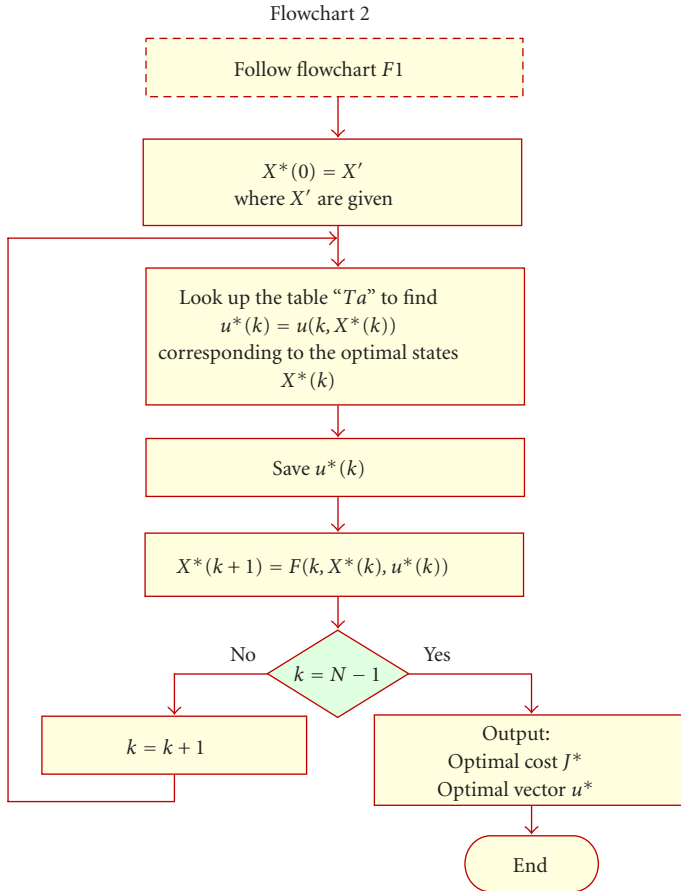 Flowchart 2
Follow flowchart F1
X*(0) = X′
where X′ are given
Look up the table “Ta” to find
u*(k) = u(k, X*(k))
corresponding to the optimal states
X*(k)
Save u*(k)
X*(k+1) = F(k, X*(k), u*(k))
No
k = N − 1
Yes
k = k + 1
Output:
Optimal cost J*
Optimal vector u*
End